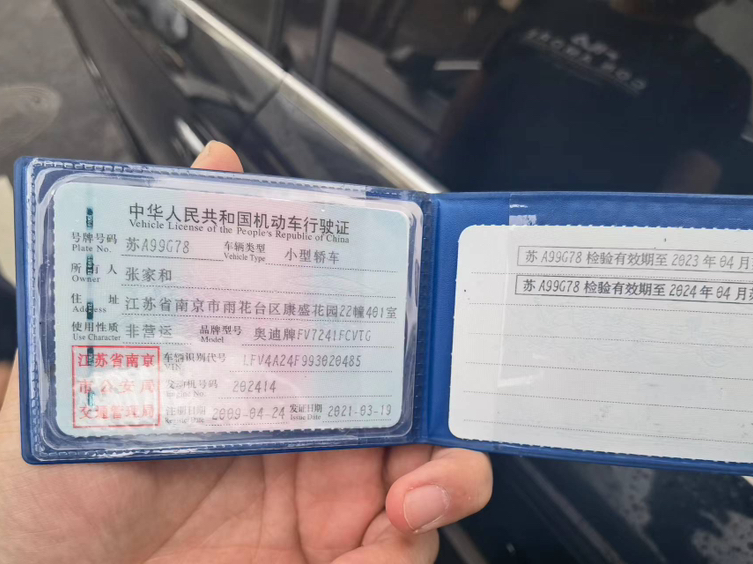 中华人民共和国机动车行驶证
Vehicle License of the People's Republic of China
号牌号码 苏A99G78 车辆类型 小型轿车
Plate No. Vehicle Type
所有人 张家和
Owner
住址 江苏省南京市雨花台区康盛花园22幢401室
Address
使用性质 非营运 品牌型号 奥迪牌FV7241FCVTG
Use Character Model
江苏省南京
市公安局
交通管理局
车辆识别代号 LFV4A24F993020485
VIN
发动机号码 202414
Engine No.
注册日期 2009-04-24 发证日期 2021-03-19
Register Date Issue Date
苏A99G78 检验有效期至 2023年04月
苏A99G78 检验有效期至 2024年04月